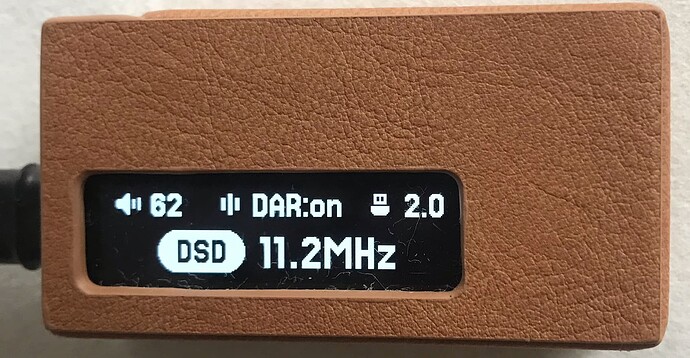 62 DAR:on 2.0
DSD 11.2MHz